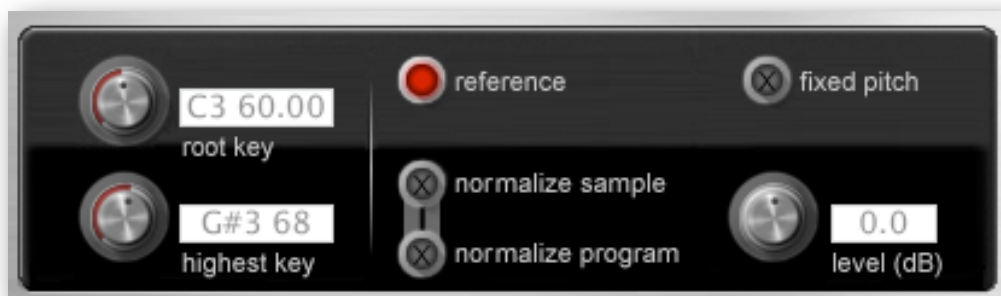 C3 60.00
root key
G#3 68
highest key
reference
normalize sample
normalize program
fixed pitch
0.0
level (dB)